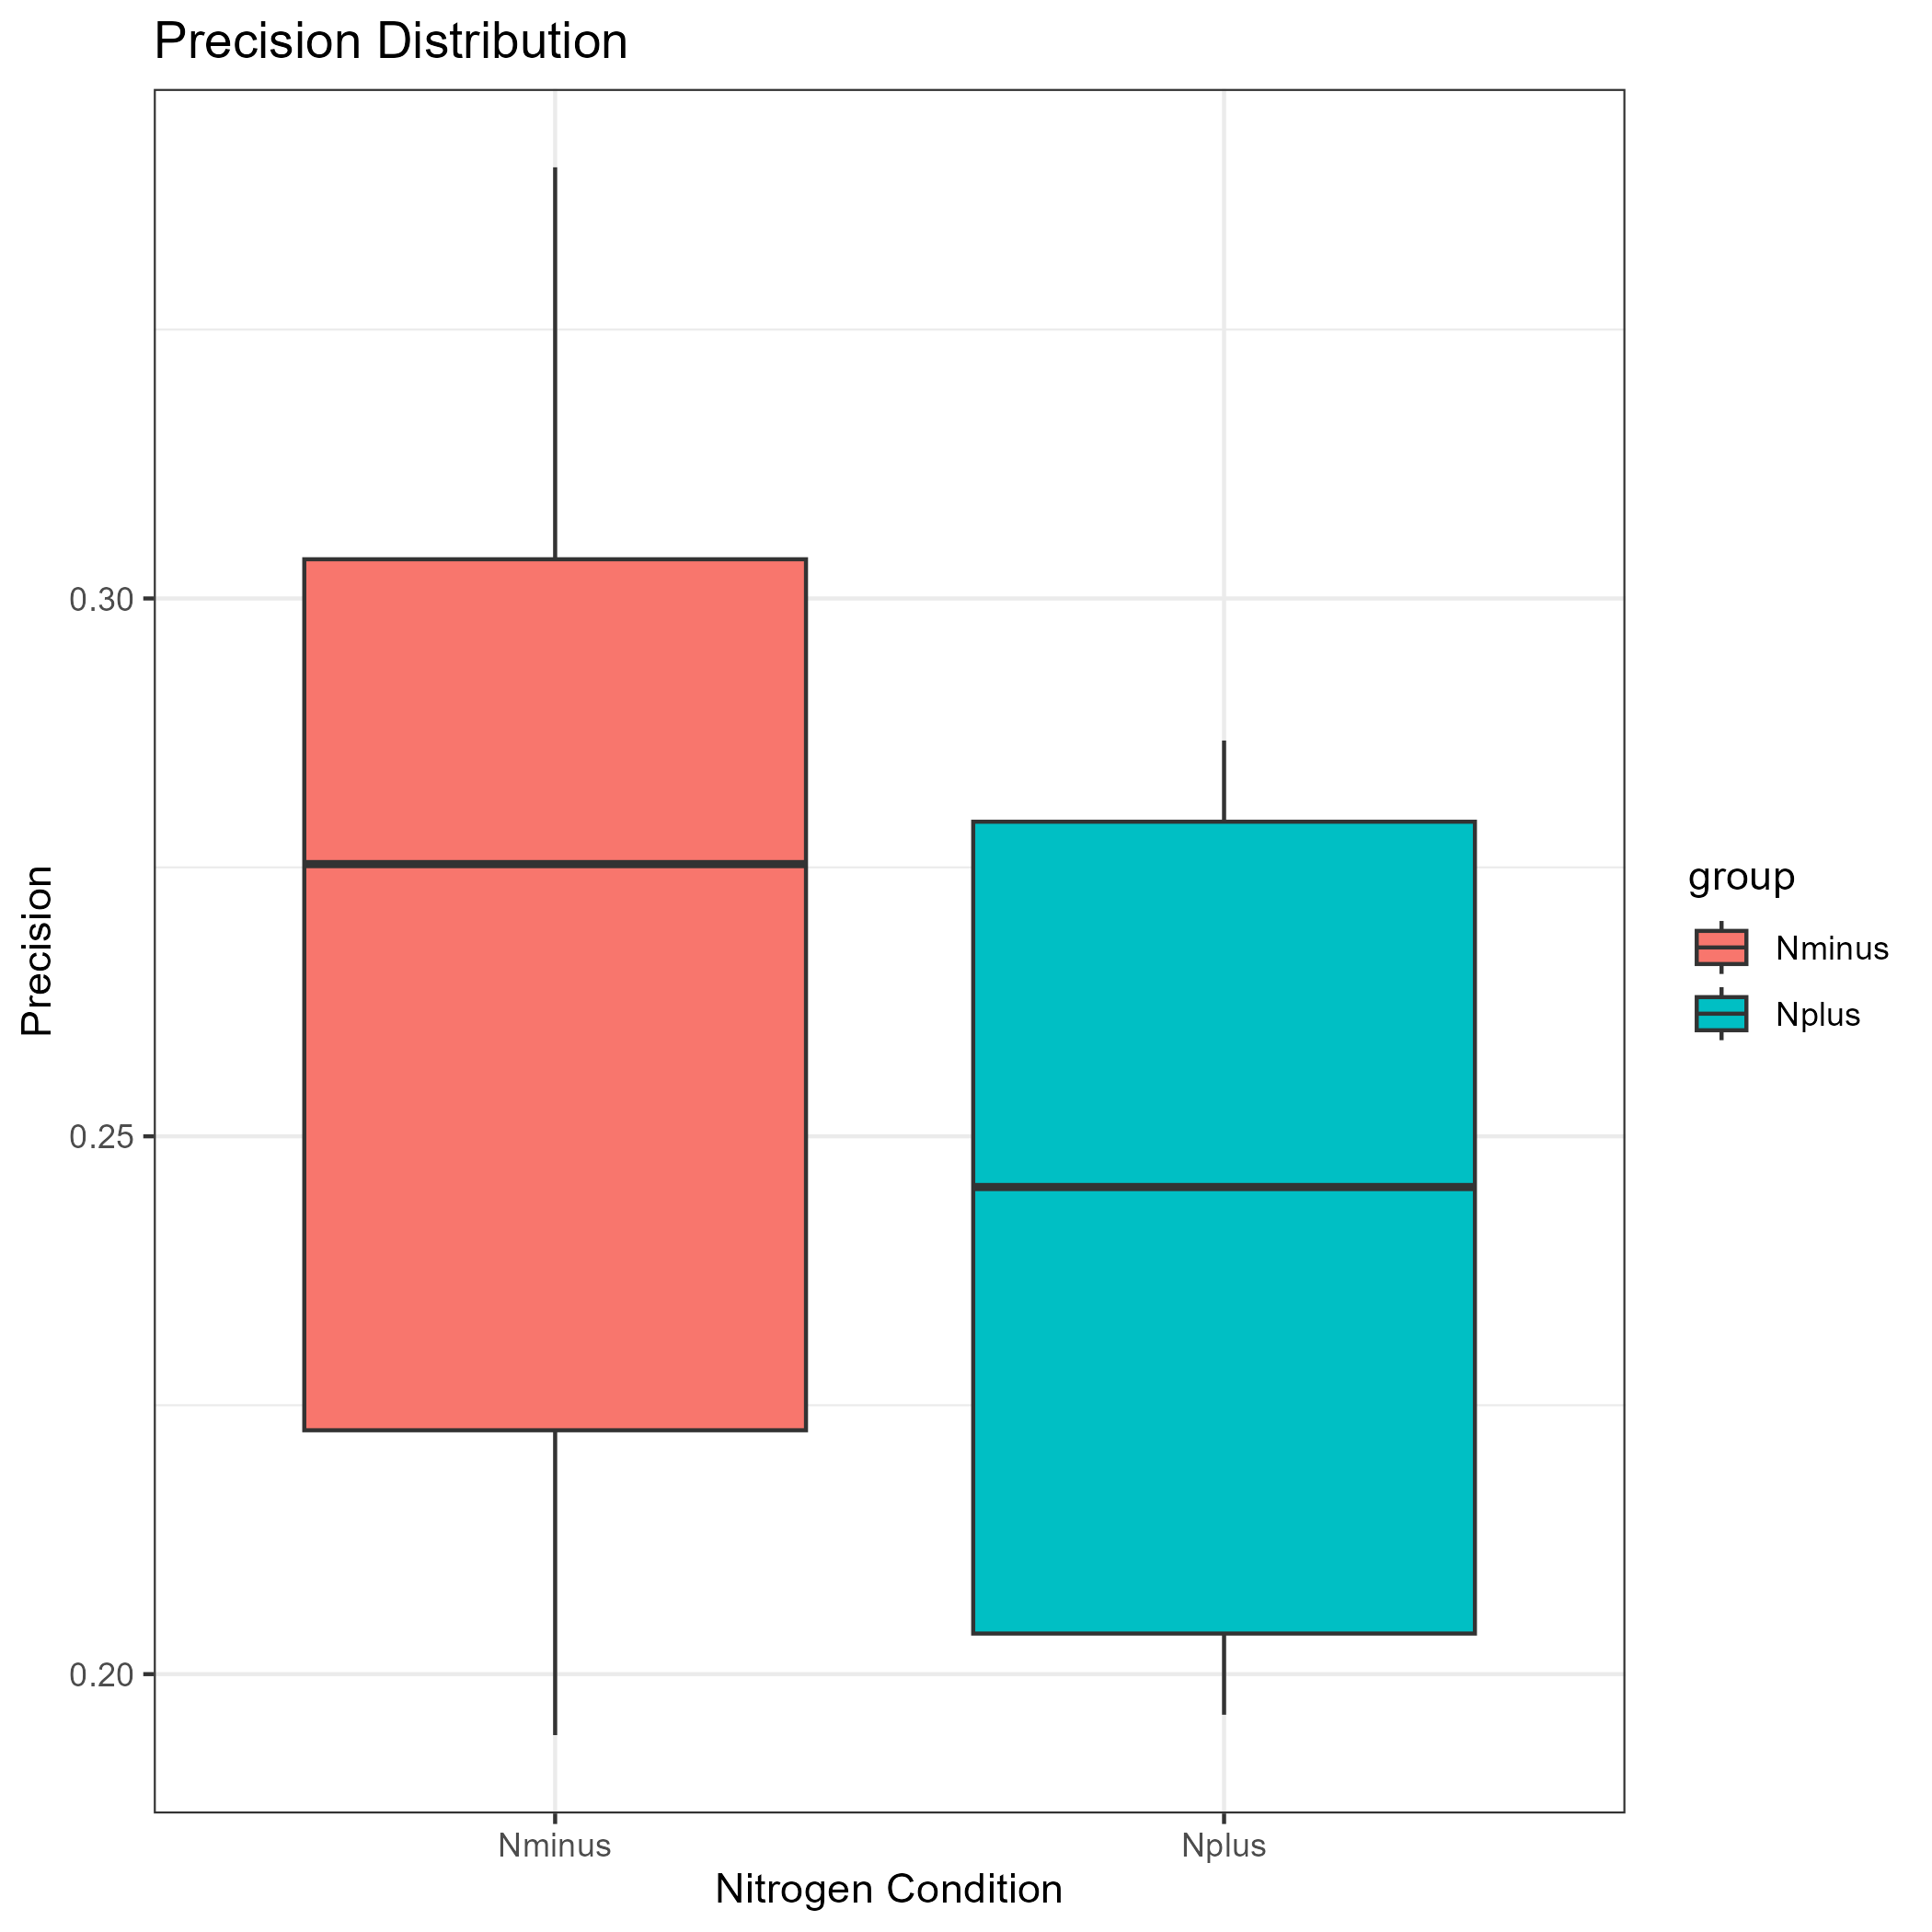 Precision Distribution
Precision
0.30
0.25
0.20
Nminus
Nplus
Nitrogen Condition
group
Nminus
Nplus